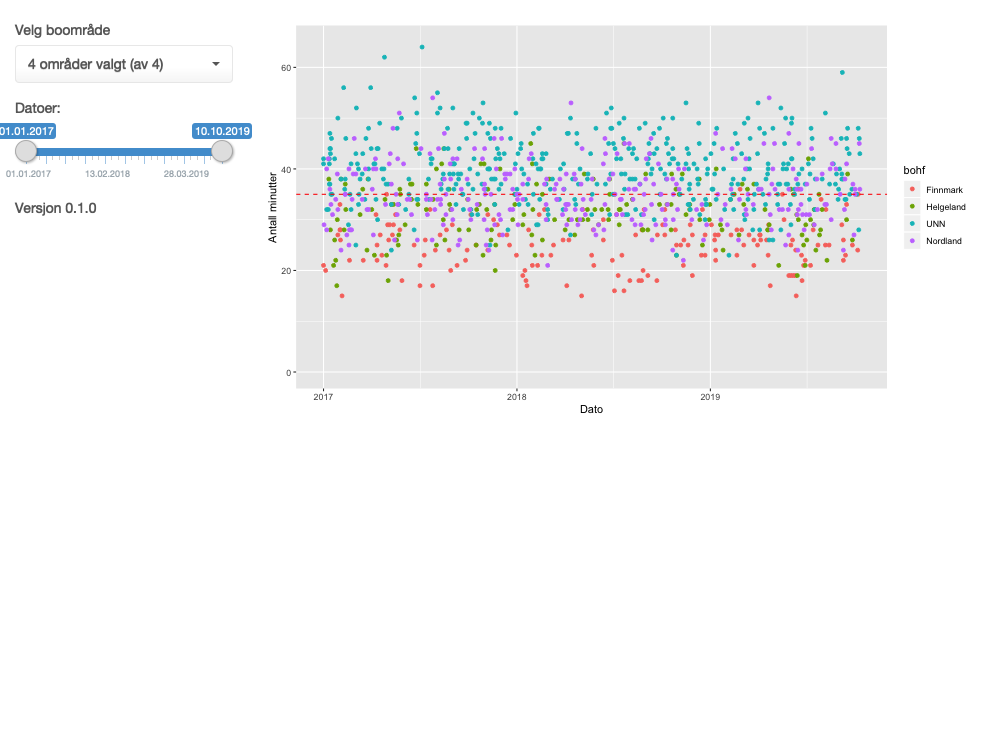 Velg boområde
4 områder valgt (av 4)
Datoer:
01.01.2017 10.10.2019
01.01.2017 13.02.2018 28.03.2019
Versjon 0.1.0
60
40
20
0
Antall minutter
2017 2018 2019
Dato
bohf
Finnmark
Helgeland
UNN
Nordland